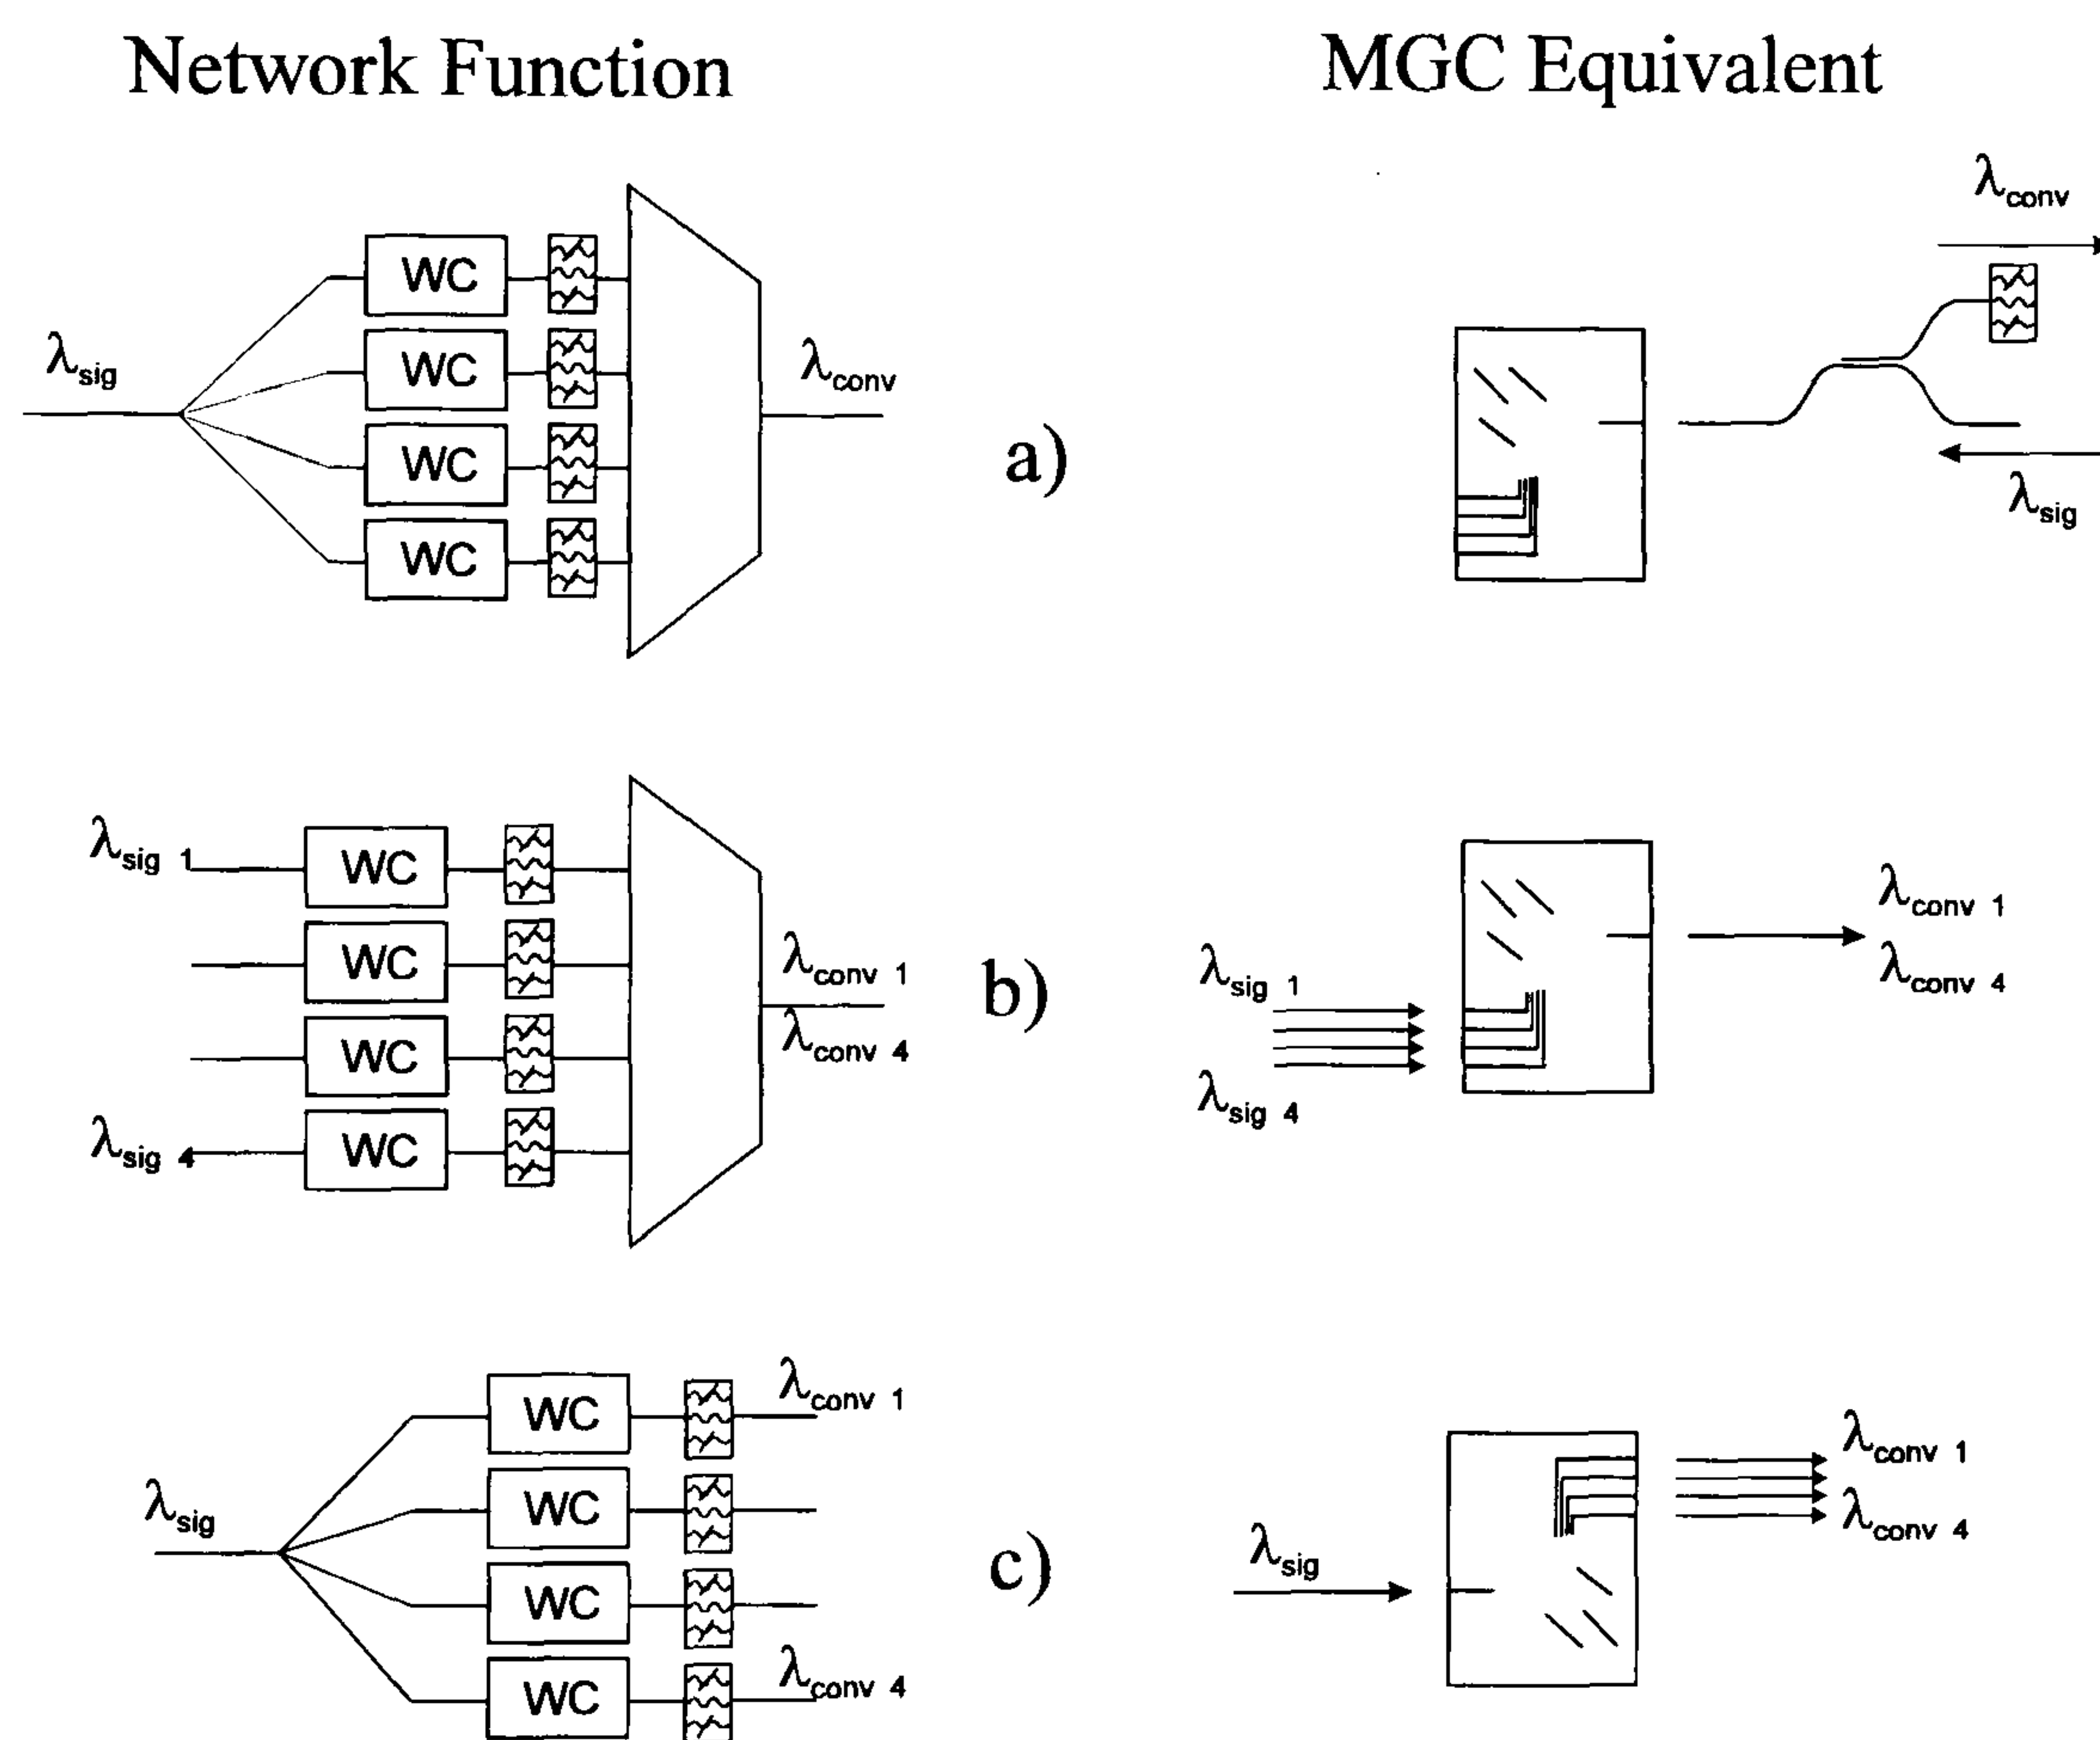 Network Function
MGC Equivalent
λsig
WC
WC
WC
WC
λconv
a)
λconv
λsig
λsig 1
λsig 4
WC
WC
WC
WC
λconv 1
λconv 4
b)
λsig 1
λsig 4
λconv 1
λconv 4
λsig
WC
WC
WC
WC
λconv 1
λconv 4
c)
λsig
λconv 1
λconv 4